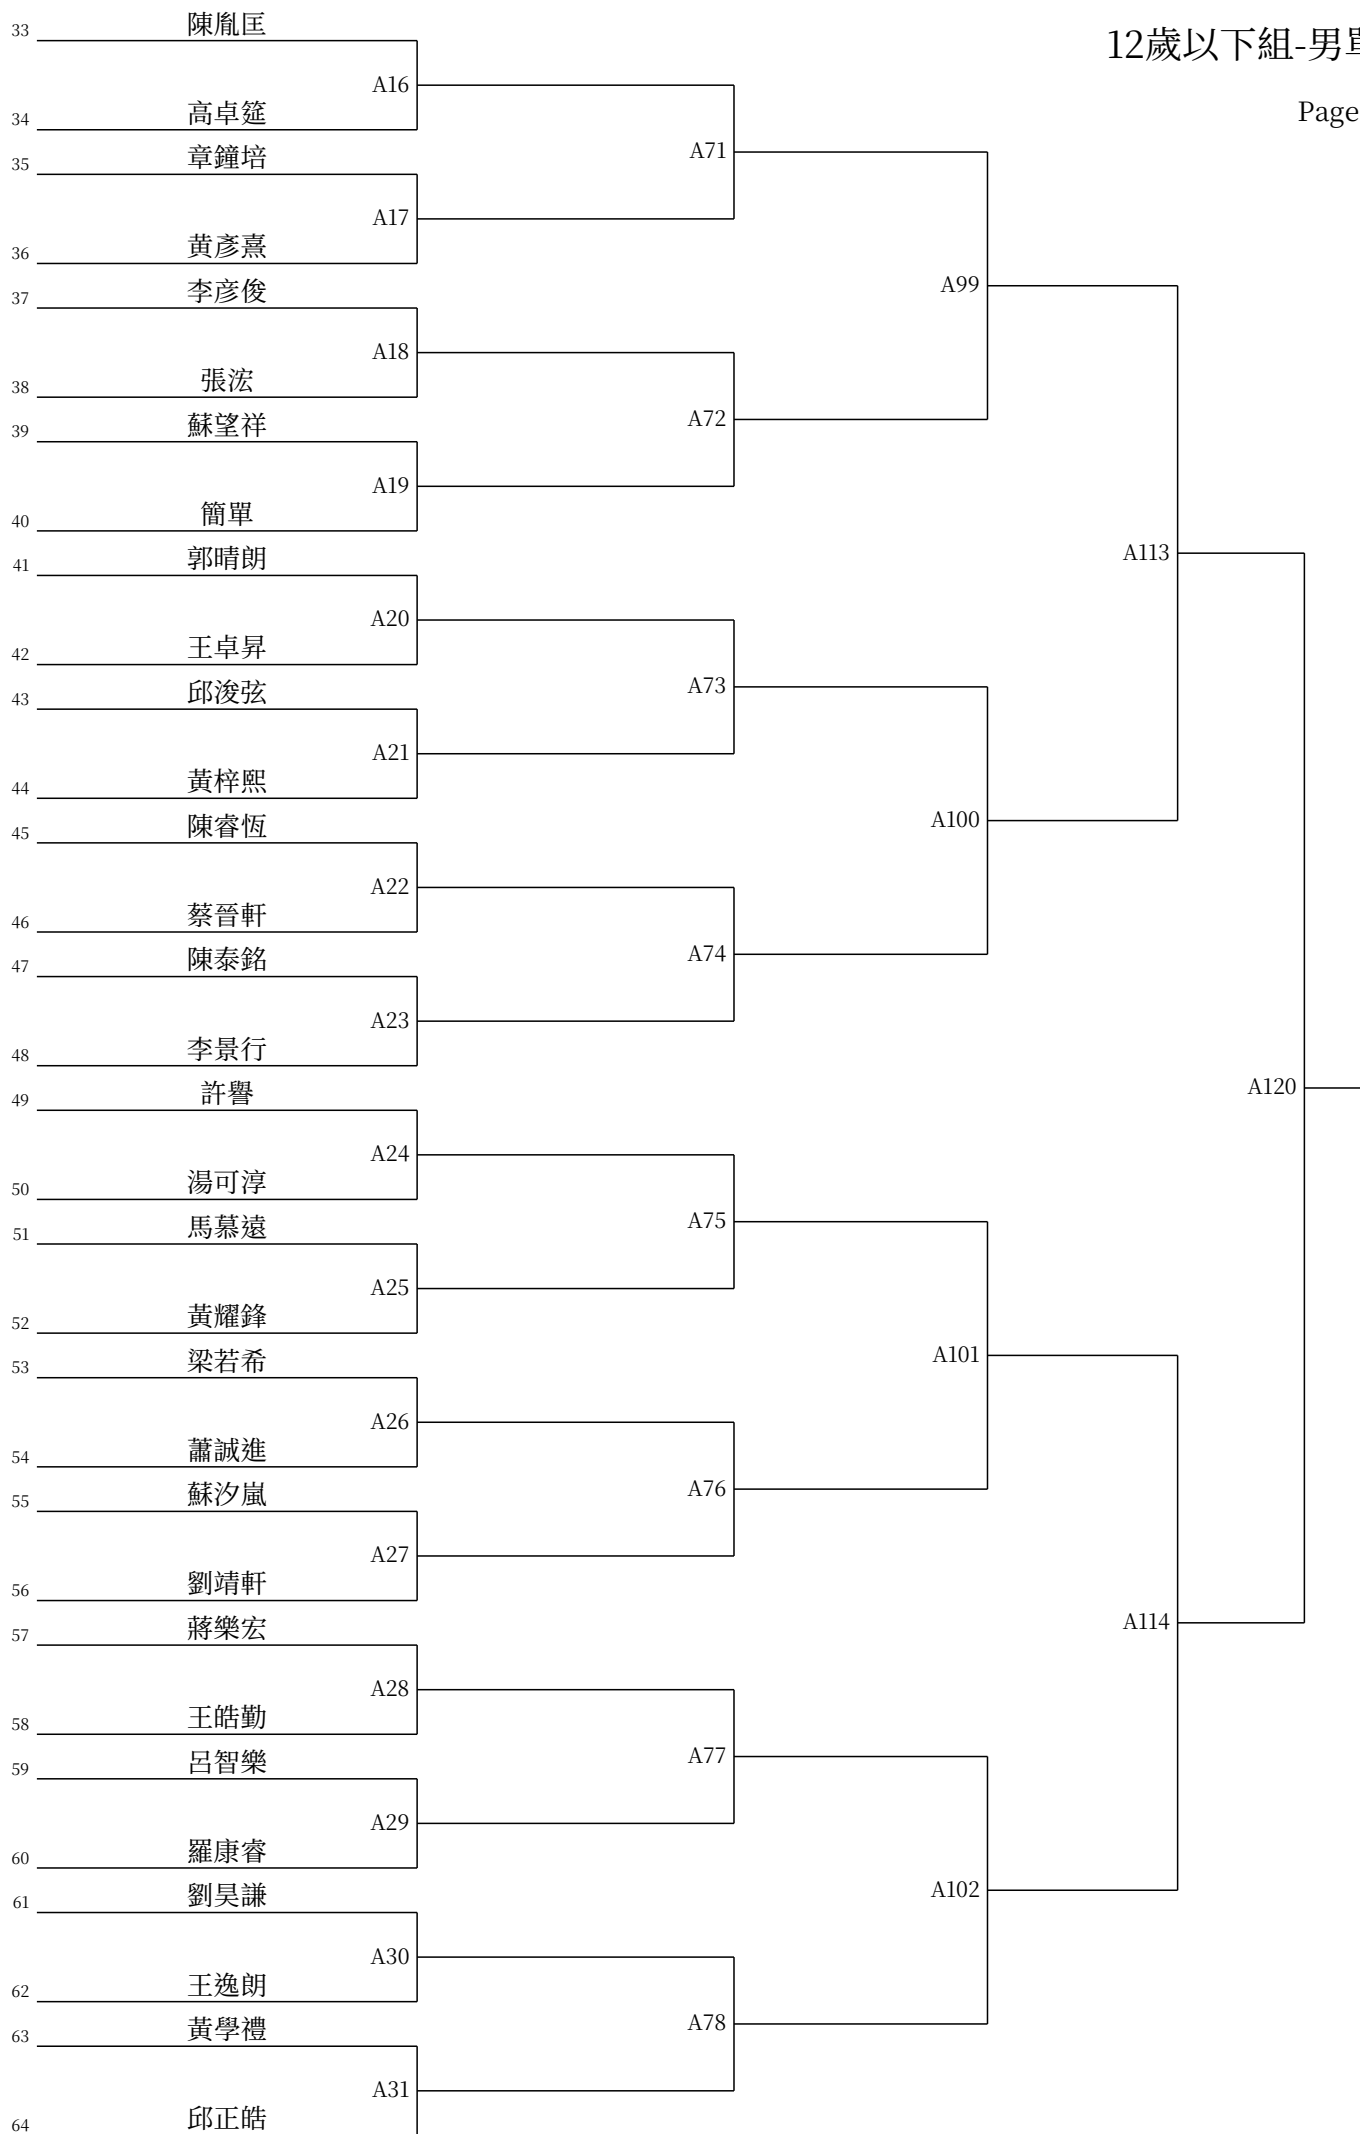 12歲以下組-男單
Page
33 陳胤匡
A16
34 高卓筵
A71
35 章鐘培
A17
36 黄彥熹
A99
37 李彦俊
A18
38 張浤
A72
39 蘇望祥
A19
40 簡單
A113
41 郭晴朗
A20
42 王卓昇
A73
43 邱浚弦
A21
44 黃梓熙
A100
45 陳睿恆
A22
46 蔡晉軒
A74
47 陳泰銘
A23
48 李景行
A120
49 許譽
A24
50 湯可淳
A75
51 馬慕遠
A25
52 黃耀鋒
A101
53 梁若希
A26
54 蕭誠進
A76
55 蘇汐嵐
A27
56 劉靖軒
A114
57 蔣樂宏
A28
58 王皓勤
A77
59 呂智樂
A29
60 羅康睿
A102
61 劉昊謙
A30
62 王逸朗
A78
63 黃學禮
A31
64 邱正皓